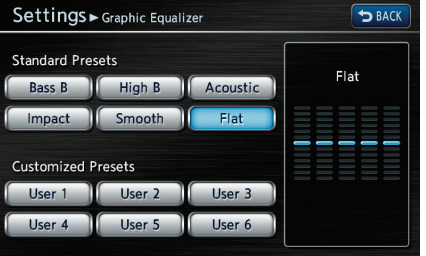 Settings ► Graphic Equalizer
BACK
Standard Presets
Bass B
High B
Acoustic
Impact
Smooth
Flat
Customized Presets
User 1
User 2
User 3
User 4
User 5
User 6
Flat